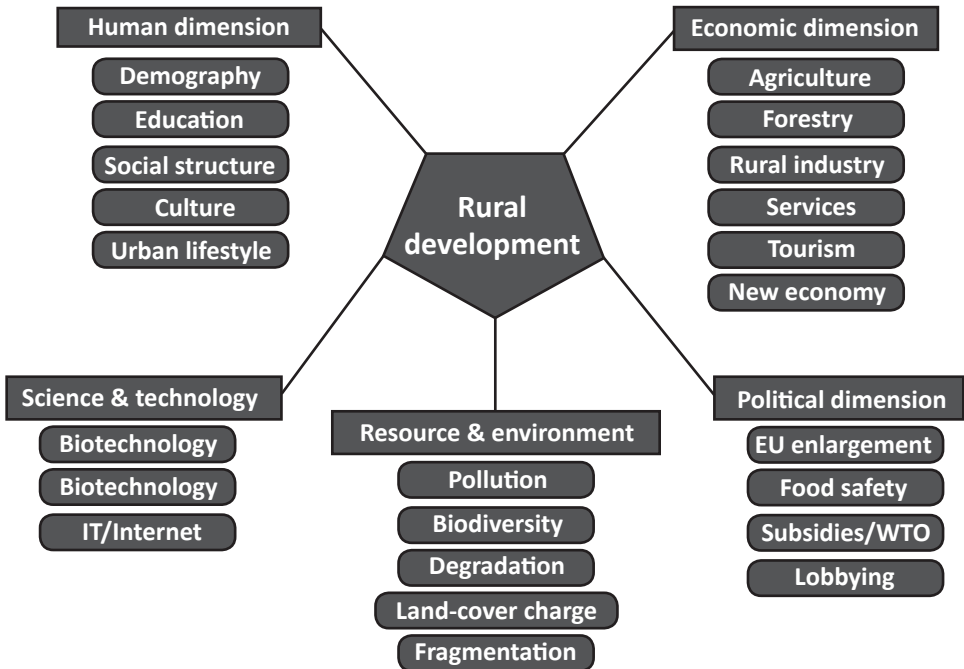 Human dimension
Demography
Education
Social structure
Culture
Urban lifestyle
Economic dimension
Agriculture
Forestry
Rural industry
Services
Tourism
New economy
Rural
development
Science & technology
Biotechnology
Biotechnology
IT/Internet
Resource & environment
Pollution
Biodiversity
Degradation
Land-cover charge
Fragmentation
Political dimension
EU enlargement
Food safety
Subsidies/WTO
Lobbying